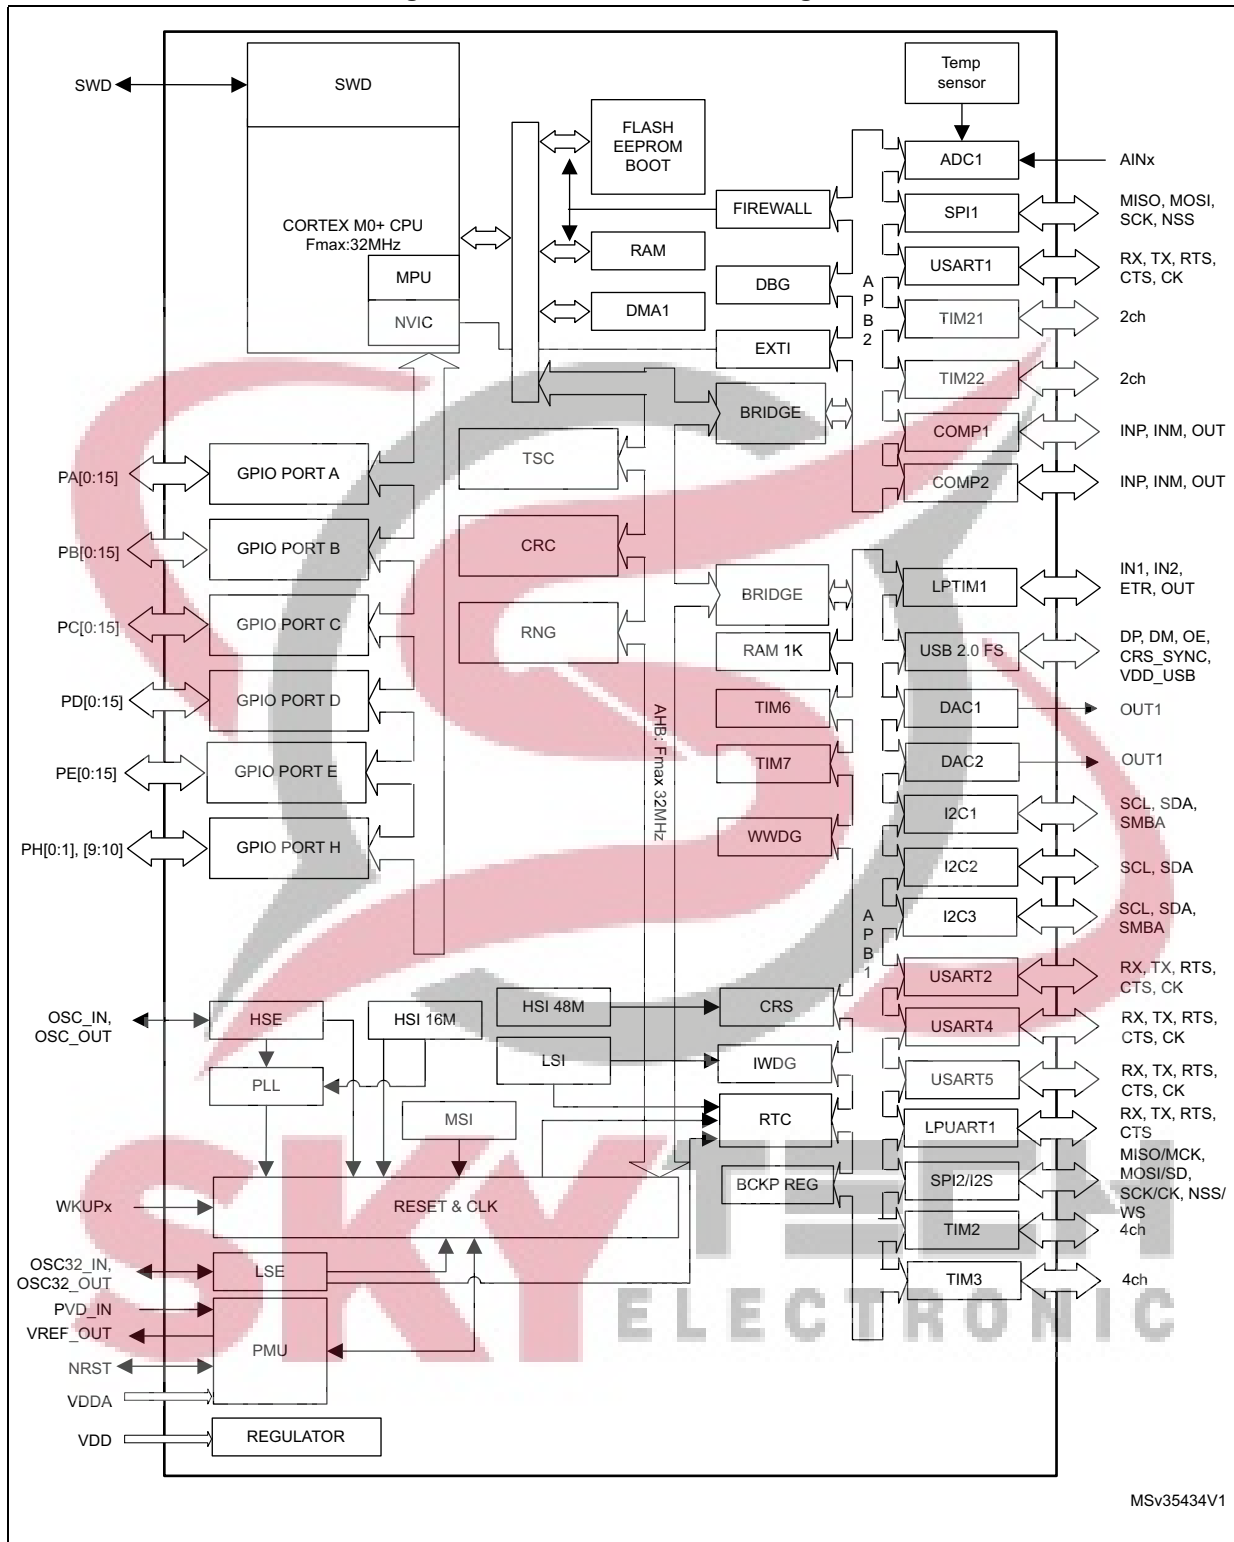 SWD
SWD
CORTEX M0+ CPU
Fmax:32MHz
MPU
NVIC
FLASH
EEPROM
BOOT
RAM
DMA1
FIREWALL
DBG
EXTI
BRIDGE
Temp
sensor
ADC1
AINx
SPI1
MISO, MOSI,
SCK, NSS
USART1
RX, TX, RTS,
CTS, CK
APB2
TIM21
2ch
TIM22
2ch
COMP1
INP, INM, OUT
COMP2
INP, INM, OUT
TSC
CRC
RNG
PA[0:15]
GPIO PORT A
PB[0:15]
GPIO PORT B
PC[0:15]
GPIO PORT C
PD[0:15]
GPIO PORT D
PE[0:15]
GPIO PORT E
PH[0:1], [9:10]
GPIO PORT H
AHB: Fmax 32MHz
BRIDGE
RAM 1K
TIM6
TIM7
WWDG
APB1
LPTIM1
IN1, IN2,
ETR, OUT
USB 2.0 FS
DP, DM, OE,
CRS_SYNC,
VDD_USB
DAC1
OUT1
DAC2
OUT1
I2C1
SCL, SDA,
SMBA
I2C2
SCL, SDA
I2C3
SCL, SDA,
SMBA
USART2
RX, TX, RTS,
CTS, CK
USART4
RX, TX, RTS,
CTS, CK
USART5
RX, TX, RTS,
CTS, CK
LPUART1
RX, TX, RTS,
CTS
SPI2/I2S
MISO/MCK,
MOSI/SD,
SCK/CK, NSS/
WS
TIM2
4ch
TIM3
4ch
OSC_IN,
OSC_OUT
HSE
HSI 16M
PLL
MSI
HSI 48M
LSI
CRS
IWDG
RTC
BCKP REG
WKUPx
RESET & CLK
OSC32_IN,
OSC32_OUT
LSE
PVD_IN
VREF_OUT
NRST
VDDA
PMU
VDD
REGULATOR
SKY TECH
ELECTRONIC
MSv35434V1